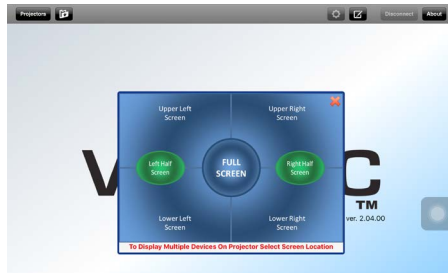 Projectors
Disconnect
About
Upper Left
Screen
Upper Right
Screen
Left Half
Screen
FULL
SCREEN
Right Half
Screen
Lower Left
Screen
Lower Right
Screen
To Display Multiple Devices On Projector Select Screen Location
V
C
TM
ver. 2.04.00